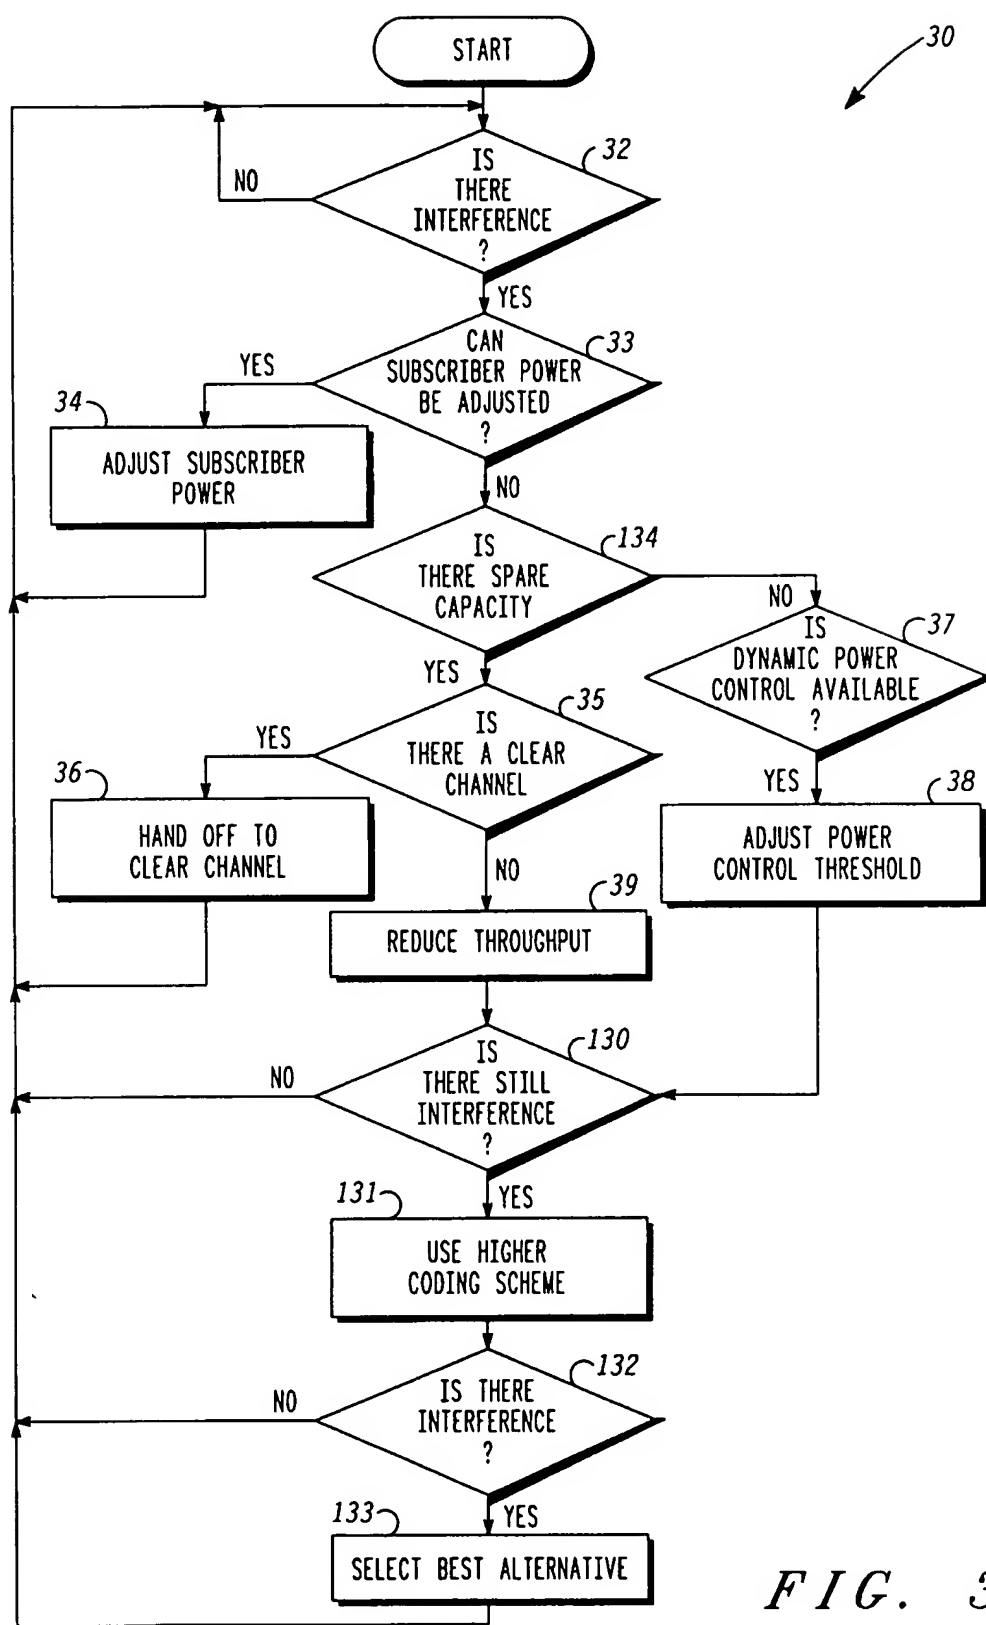 START
30
IS
THERE
INTERFERENCE
?
32
NO
YES
CAN
SUBSCRIBER POWER
BE ADJUSTED
?
33
YES
34
ADJUST SUBSCRIBER
POWER
NO
IS
THERE SPARE
CAPACITY
134
NO
IS
DYNAMIC POWER
CONTROL AVAILABLE
?
37
YES
IS
THERE A CLEAR
CHANNEL
35
YES
36
HAND OFF TO
CLEAR CHANNEL
YES
38
ADJUST POWER
CONTROL THRESHOLD
NO
39
REDUCE THROUGHPUT
IS
THERE STILL
INTERFERENCE
?
130
NO
YES
131
USE HIGHER
CODING SCHEME
IS THERE
INTERFERENCE
?
132
NO
YES
133
SELECT BEST ALTERNATIVE
FIG. 3